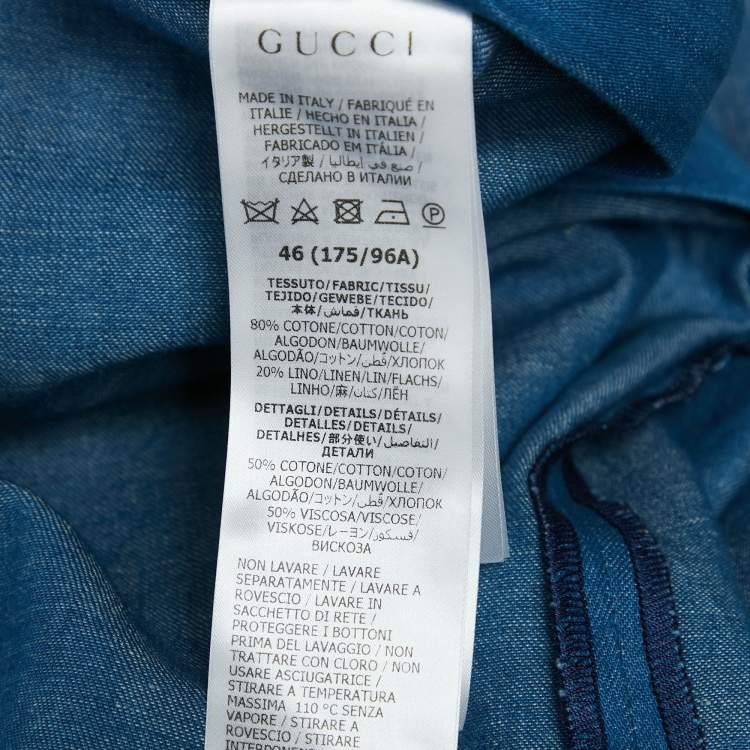 GUCCI
MADE IN ITALY / FABRIQUÉ EN
ITALIE / HECHO EN ITALIA /
HERGESTELLT IN ITALIEN /
FABRICADO EM ITÁLIA /
イタリア製 / صنع في إيطاليا /
СДЕЛАНО В ИТАЛИИ
P
46 (175/96A)
TESSUTO/FABRIC/TISSU/
TEJIDO/GEWEBE/TECIDO/
本体/قماش/ТКАНЬ
80% COTONE/COTTON/COTON/
ALGODON/BAUMWOLLE/
ALGODÃO/コットン/قطن/ХЛОПОК
20% LINO/LINEN/LIN/FLACHS/
LINHO/麻/كتان/ЛЁН
DETTAGLI/DETAILS/DÉTAILS/
DETALLES/DETAILS/
DETALHES/部分使い/التفاصيل/
ДЕТАЛИ
50% COTONE/COTTON/COTON/
ALGODON/BAUMWOLLE/
ALGODÃO/コットン/قطن/ХЛОПОК
50% VISCOSA/VISCOSE/
VISKOSE/レーヨン/فسكوز/
ВИСКОЗА
NON LAVARE / LAVARE
SEPARATAMENTE / LAVARE A
ROVESCIO / LAVARE IN
SACCHETTO DI RETE /
PROTEGGERE I BOTTONI
PRIMA DEL LAVAGGIO / NON
TRATTARE CON CLORO / NON
USARE ASCIUGATRICE /
STIRARE A TEMPERATURA
MASSIMA 110 °C SENZA
VAPORE / STIRARE A
ROVESCIO / STIRARE CON